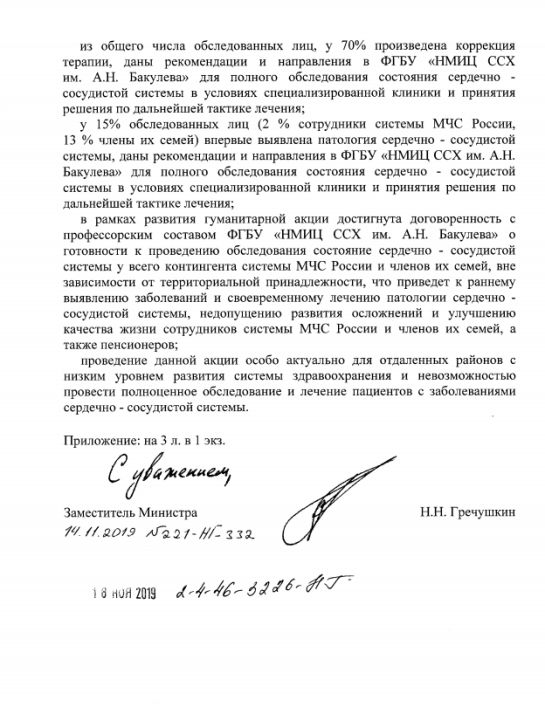 из общего числа обследованных лиц, у 70% произведена коррекция
терапии, даны рекомендации и направления в ФГБУ «НМИЦ ССХ
им. А.Н. Бакулева» для полного обследования состояния сердечно -
сосудистой системы в условиях специализированной клиники и принятия
решения по дальнейшей тактике лечения;
у 15% обследованных лиц (2 % сотрудники системы МЧС России,
13 % члены их семей) впервые выявлена патология сердечно - сосудистой
системы, даны рекомендации и направления в ФГБУ «НМИЦ ССХ им. А.Н.
Бакулева» для полного обследования состояния сердечно - сосудистой
системы в условиях специализированной клиники и принятия решения по
дальнейшей тактике лечения;
в рамках развития гуманитарной акции достигнута договоренность с
профессорским составом ФГБУ «НМИЦ ССХ им. А.Н. Бакулева» о
готовности к проведению обследования состояние сердечно - сосудистой
системы у всего контингента системы МЧС России и членов их семей, вне
зависимости от территориальной принадлежности, что приведет к раннему
выявлению заболеваний и своевременному лечению патологии сердечно -
сосудистой системы, недопущению развития осложнений и улучшению
качества жизни сотрудников системы МЧС России и членов их семей, а
также пенсионеров;
проведение данной акции особо актуально для отдаленных районов с
низким уровнем развития системы здравоохранения и невозможностью
провести полноценное обследование и лечение пациентов с заболеваниями
сердечно - сосудистой системы.
Приложение: на 3 л. в 1 экз.
С уважением,
Заместитель Министра Н.Н. Гречушкин
14.11.2019 №221-НГ-332
18 НОЯ 2019 2-4-46-3226-НГ